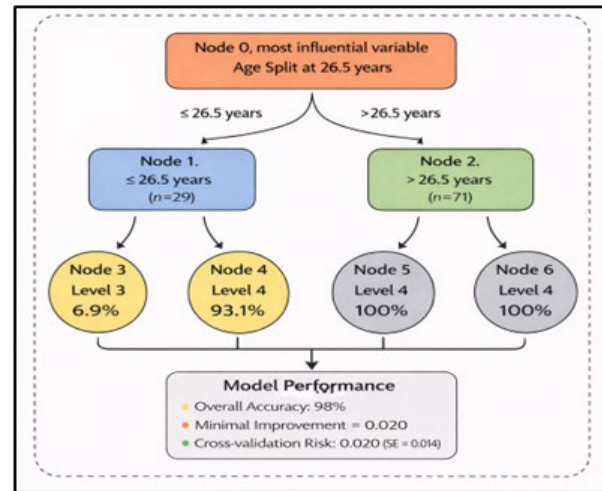 Node 0, most influential variable
Age Split at 26.5 years
≤ 26.5 years
>26.5 years
Node 1.
≤ 26.5 years
(n=29)
Node 2.
> 26.5 years
(n=71)
Node 3
Level 3
6.9%
Node 4
Level 4
93.1%
Node 5
Level 4
100%
Node 6
Level 4
100%
Model Performance
• Overall Accuracy: 98%
• Minimal Improvement = 0.020
• Cross-validation Risk: 0.020 (SE = 0.014)